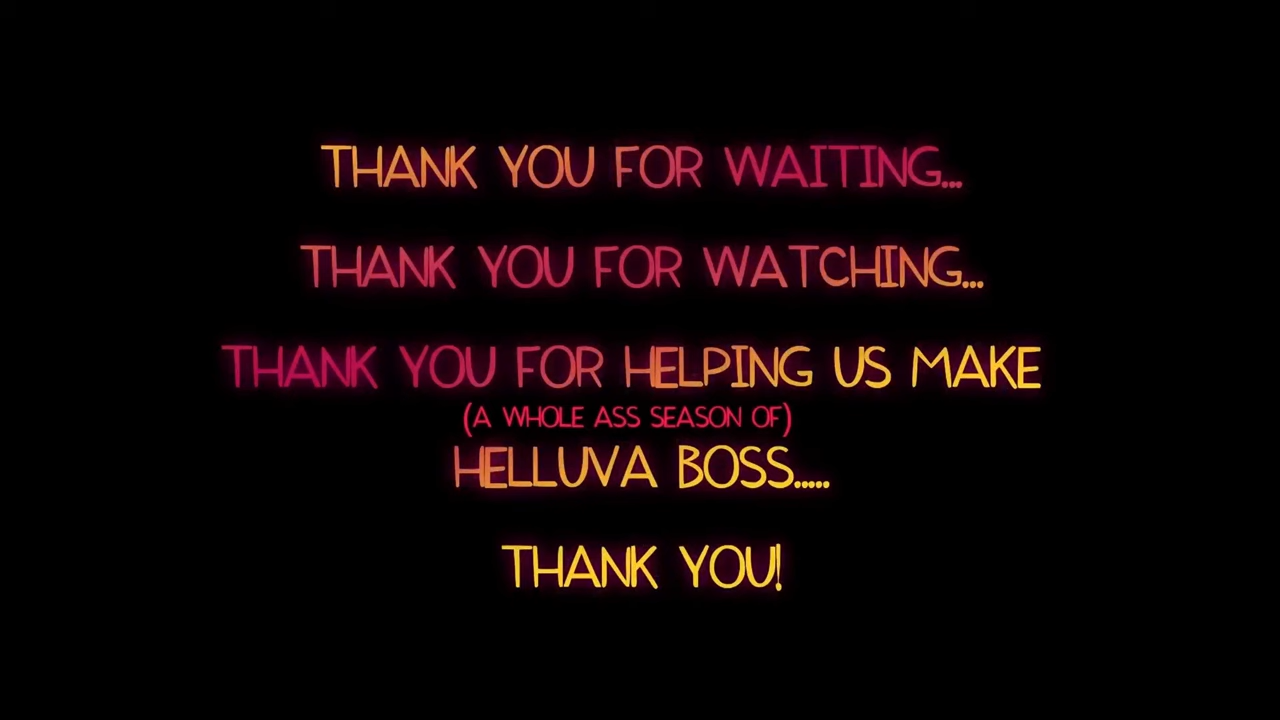 THANK YOU FOR WAITING...
THANK YOU FOR WATCHING...
THANK YOU FOR HELPING US MAKE
(A WHOLE ASS SEASON OF)
HELLUVA BOSS.....
THANK YOU!